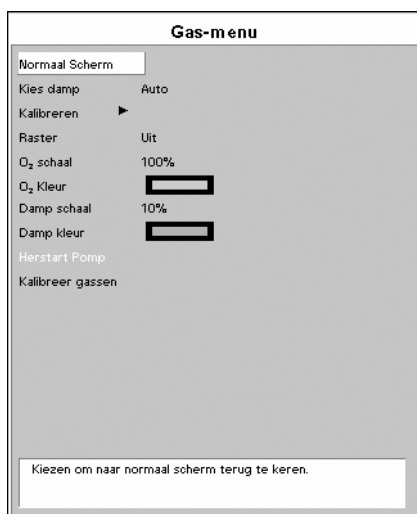 Gas-menu
Normaal Scherm
Kies damp Auto
Kalibreren ►
Raster Uit
O₂ schaal 100%
O₂ Kleur
Damp schaal 10%
Damp kleur
Herstart Pomp
Kalibreer gassen
Kiezen om naar normaal scherm terug te keren.